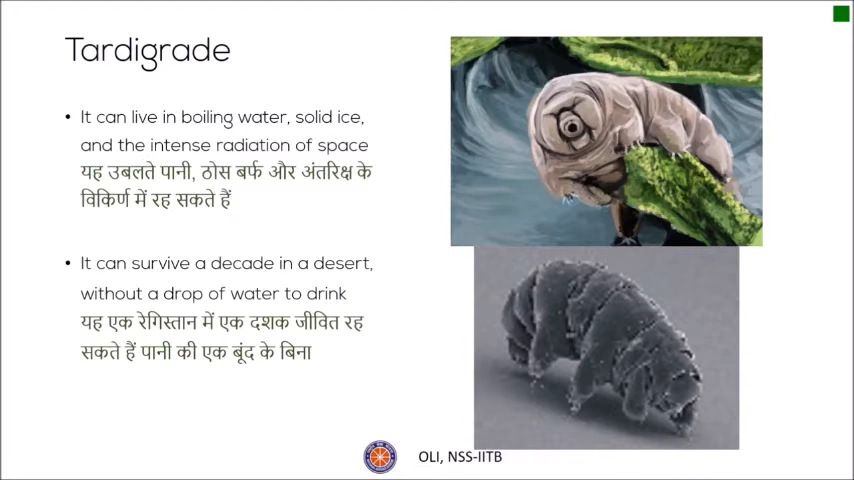 Tardigrade
• It can live in boiling water, solid ice,
and the intense radiation of space
यह उबलते पानी, ठोस बर्फ और अंतरिक्ष के
विकिर्ण में रह सकते हैं
• It can survive a decade in a desert,
without a drop of water to drink
यह एक रेगिस्तान में एक दशक जीवित रह
सकते हैं पानी की एक बूंद के बिना
OLI, NSS-IITB